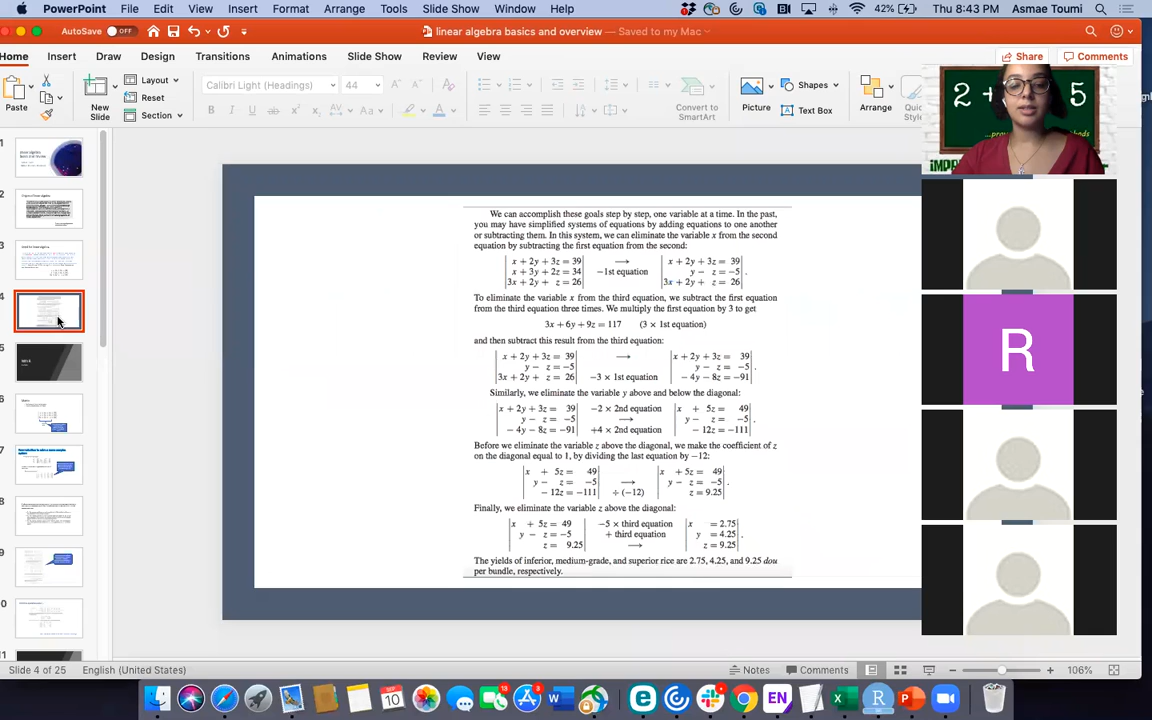 PowerPoint File Edit View Insert Format Arrange Tools Slide Show Window Help 42% Thu 8:43 PM Asmae Toumi
AutoSave OFF linear algebra basics and overview — Saved to my Mac
Home Insert Draw Design Transitions Animations Slide Show Review View Share Comments
Paste New Slide Layout Reset Section Calibri Light (Headings) 44 Convert to SmartArt Picture Shapes Text Box Arrange
2 + 5
We can accomplish these goals step by step, one variable at a time. In the past,
you may have simplified systems of equations by adding equations to one another
or subtracting them. In this system, we can eliminate the variable x from the second
equation by subtracting the first equation from the second:
| x + 2y + 3z = 39 | → | x + 2y + 3z = 39 |
| x + 3y + 2z = 34 | −1st equation | y − z = −5 | .
|3x + 2y + z = 26 | |3x + 2y + z = 26 |
To eliminate the variable x from the third equation, we subtract the first equation
from the third equation three times. We multiply the first equation by 3 to get
3x + 6y + 9z = 117 (3 × 1st equation)
and then subtract this result from the third equation:
| x + 2y + 3z = 39 | → |x + 2y + 3z = 39 |
| y − z = −5 | | y − z = −5 | .
|3x + 2y + z = 26 | −3 × 1st equation | − 4y − 8z = −91 |
Similarly, we eliminate the variable y above and below the diagonal:
|x + 2y + 3z = 39 | −2 × 2nd equation |x + 5z = 49 |
| y − z = −5 | → | y − z = −5 | .
| − 4y − 8z = −91 | +4 × 2nd equation | − 12z = −111 |
Before we eliminate the variable z above the diagonal, we make the coefficient of z
on the diagonal equal to 1, by dividing the last equation by −12:
|x + 5z = 49 | |x + 5z = 49 |
| y − z = −5 | → | y − z = −5 | .
| − 12z = −111 | ÷ (−12) | z = 9.25 |
Finally, we eliminate the variable z above the diagonal:
|x + 5z = 49 | −5 × third equation |x = 2.75 |
| y − z = −5 | + third equation | y = 4.25 | .
| z = 9.25 | → | z = 9.25 |
The yields of inferior, medium-grade, and superior rice are 2.75, 4.25, and 9.25 dou
per bundle, respectively.
R
1
2
3
4
5
6
7
8
9
10
11
Slide 4 of 25 English (United States) Notes Comments 106%